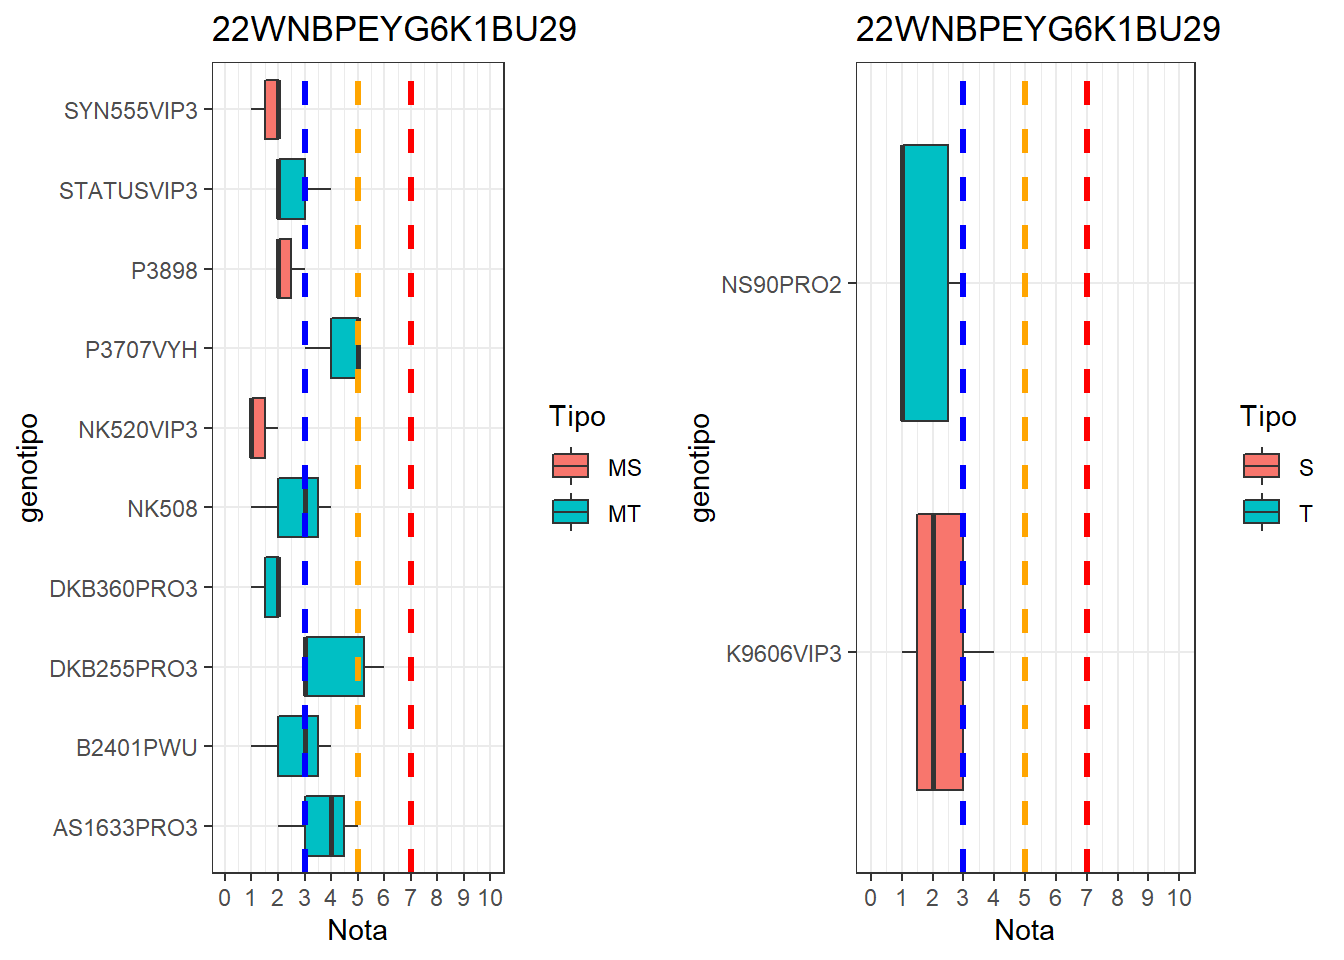 22WNBPEYG6K1BU29
genotipo
SYN555VIP3
STATUSVIP3
P3898
P3707VYH
NK520VIP3
NK508
DKB360PRO3
DKB255PRO3
B2401PWU
AS1633PRO3
0 1 2 3 4 5 6 7 8 9 10
Nota
Tipo
MS
MT
22WNBPEYG6K1BU29
genotipo
NS90PRO2
K9606VIP3
0 1 2 3 4 5 6 7 8 9 10
Nota
Tipo
S
T